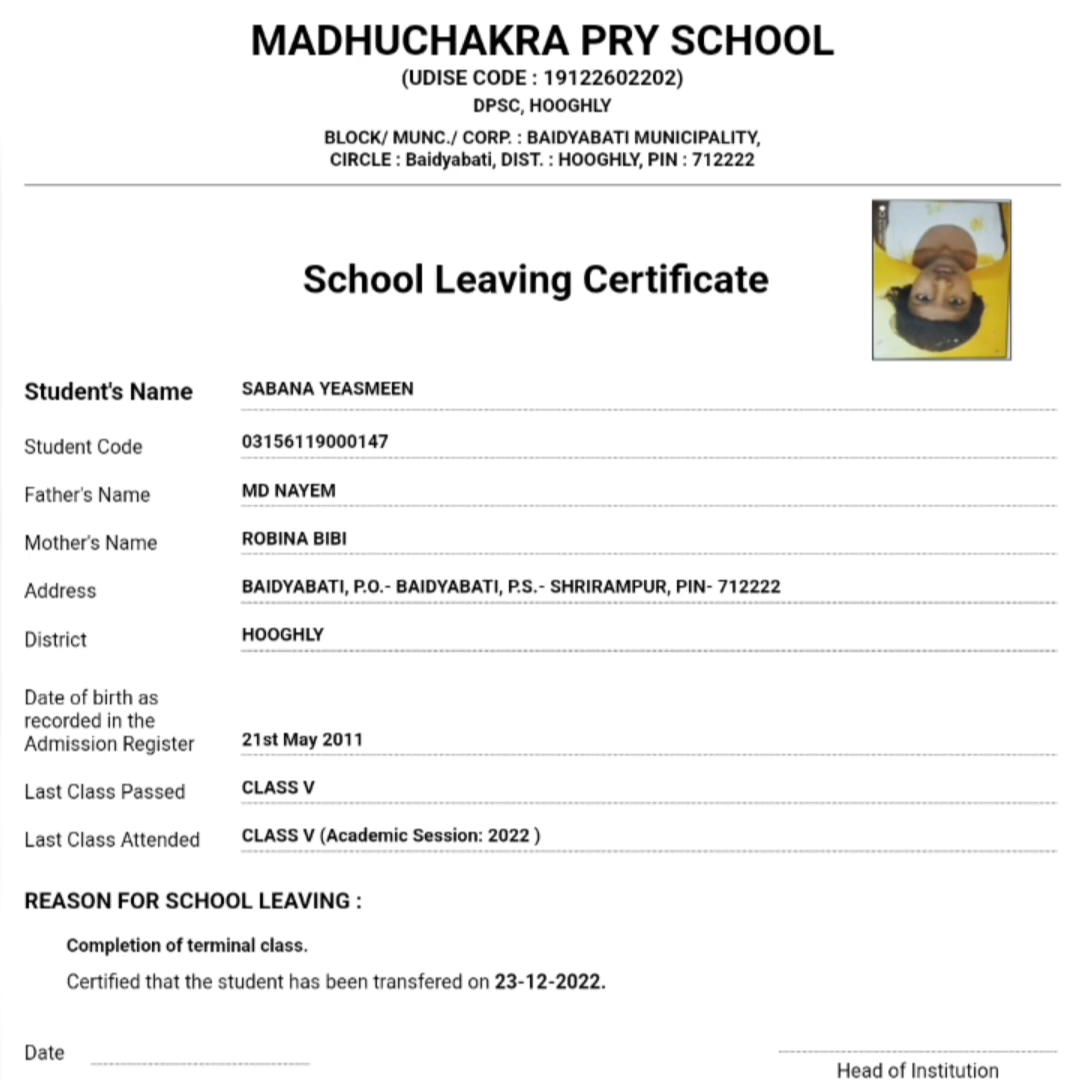 MADHUCHAKRA PRY SCHOOL
(UDISE CODE : 19122602202)
DPSC, HOOGHLY
BLOCK/ MUNC./ CORP. : BAIDYABATI MUNICIPALITY,
CIRCLE : Baidyabati, DIST. : HOOGHLY, PIN : 712222
School Leaving Certificate
Student's Name SABANA YEASMEEN
Student Code 03156119000147
Father's Name MD NAYEM
Mother's Name ROBINA BIBI
Address BAIDYABATI, P.O.- BAIDYABATI, P.S.- SHRIRAMPUR, PIN- 712222
District HOOGHLY
Date of birth as
recorded in the
Admission Register 21st May 2011
Last Class Passed CLASS V
Last Class Attended CLASS V (Academic Session: 2022 )
REASON FOR SCHOOL LEAVING :
Completion of terminal class.
Certified that the student has been transfered on 23-12-2022.
Date
Head of Institution